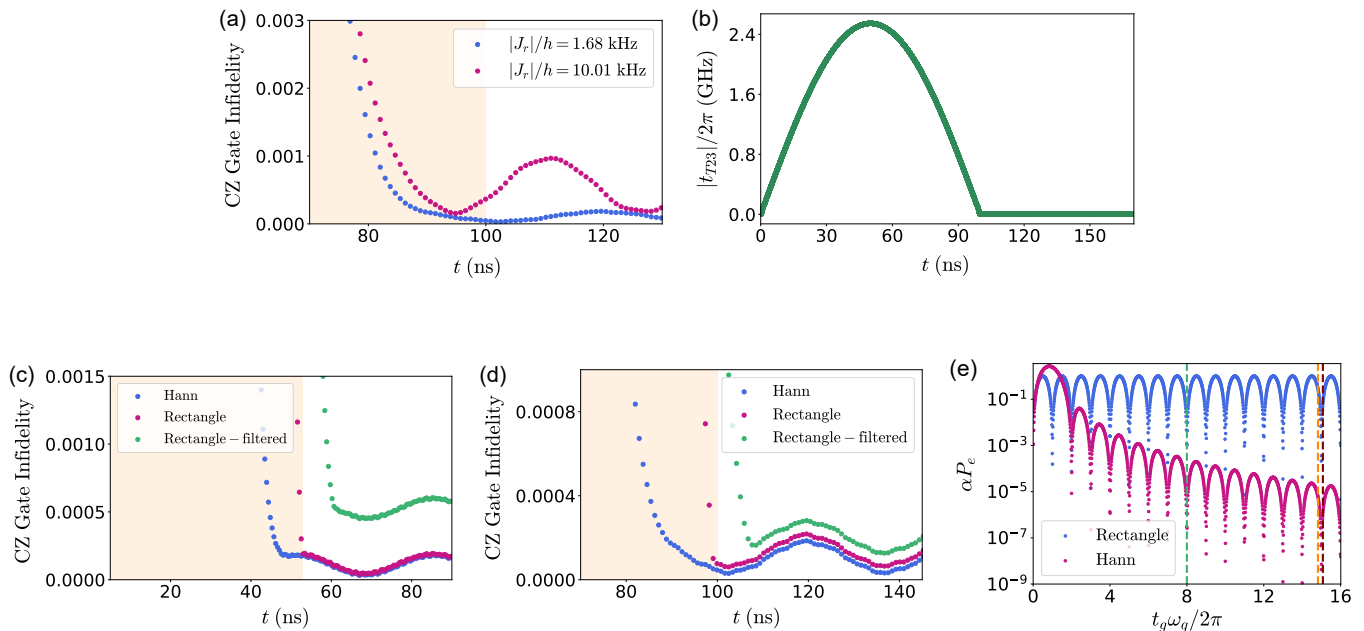 (a)
CZ Gate Infidelity
0.003
0.002
0.001
0.000
|J_r|/h = 1.68 kHz
|J_r|/h = 10.01 kHz
80
100
120
t (ns)
(b)
|t_{T23}|/2π (GHz)
2.4
1.6
0.8
0.0
0
30
60
90
120
150
t (ns)
(c)
CZ Gate Infidelity
0.0015
0.0010
0.0005
0.0000
Hann
Rectangle
Rectangle − filtered
20
40
60
80
t (ns)
(d)
CZ Gate Infidelity
0.0008
0.0004
0.0000
Hann
Rectangle
Rectangle − filtered
80
100
120
140
t (ns)
(e)
αP_e
10⁻¹
10⁻³
10⁻⁵
10⁻⁷
10⁻⁹
Rectangle
Hann
0
4
8
12
16
t_g ω_q/2π